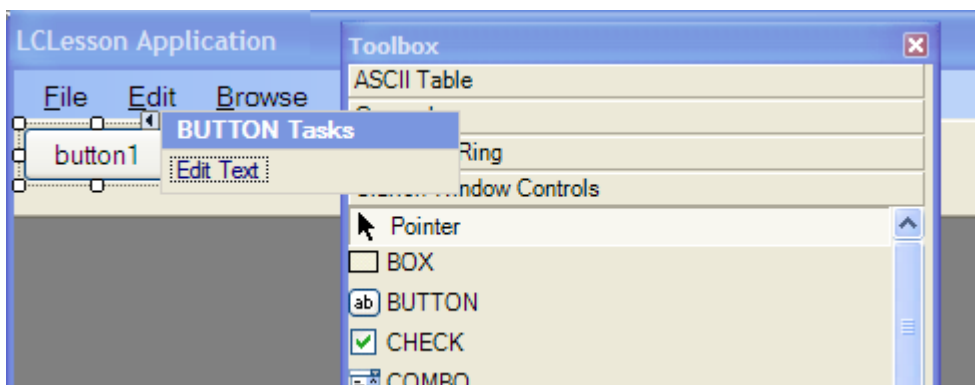 LCLesson Application
File Edit Browse
button1
BUTTON Tasks
Edit Text
Toolbox
ASCII Table
Ring
Window Controls
Pointer
BOX
ab BUTTON
CHECK
COMBO